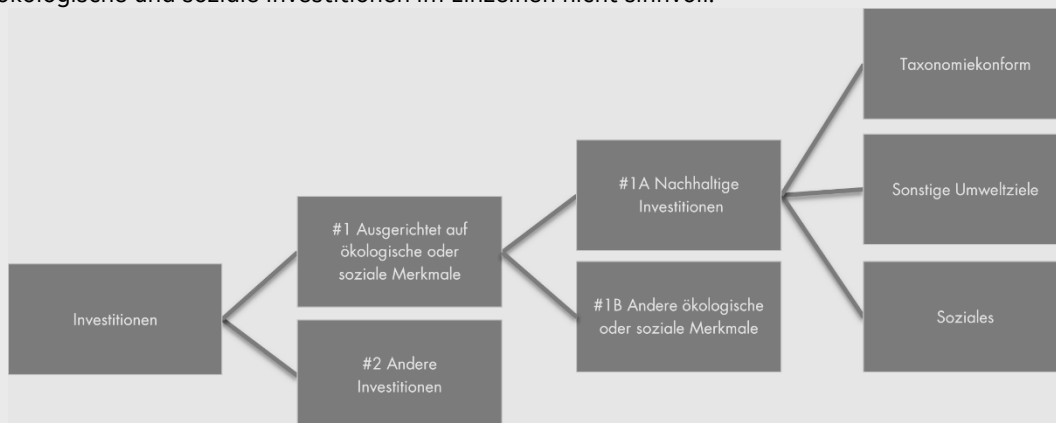 ökologische und soziale Investitionen im Einzelnen nicht sinnvoll.
Investitionen
#1 Ausgerichtet auf
ökologische oder
soziale Merkmale
#2 Andere
Investitionen
#1A Nachhaltige
Investitionen
#1B Andere ökologische
oder soziale Merkmale
Taxonomiekonform
Sonstige Umweltziele
Soziales